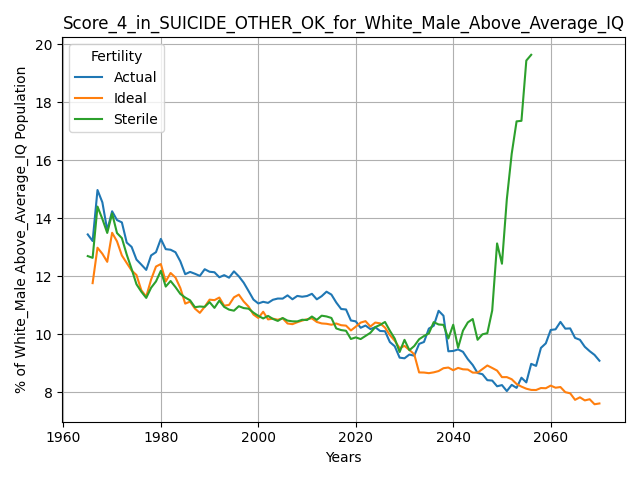 Score_4_in_SUICIDE_OTHER_OK_for_White_Male_Above_Average_IQ
% of White_Male Above_Average_IQ Population
20
18
16
14
12
10
8
Fertility
Actual
Ideal
Sterile
1960 1980 2000 2020 2040 2060
Years